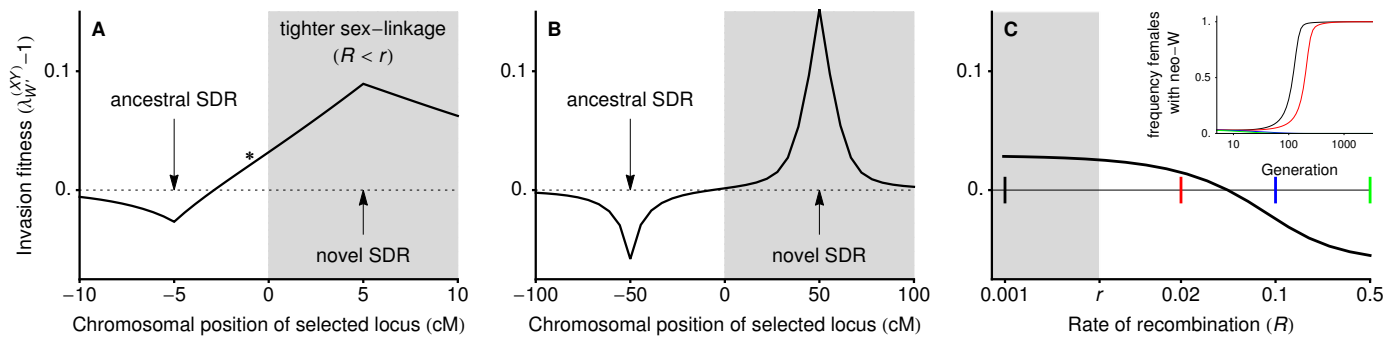 A
tighter sex−linkage
(R < r)
ancestral SDR
*
novel SDR
Invasion fitness (λ_W'^(XY) −1)
0.1
0.
−10
−5
0
5
10
Chromosomal position of selected locus (cM)
B
ancestral SDR
novel SDR
0.1
0.
−100
−50
0
50
100
Chromosomal position of selected locus (cM)
C
0.1
0.
0.001
r
0.02
0.1
0.5
Rate of recombination (R)
frequency females
with neo−W
1.
0.5
0.
10
100
1000
Generation